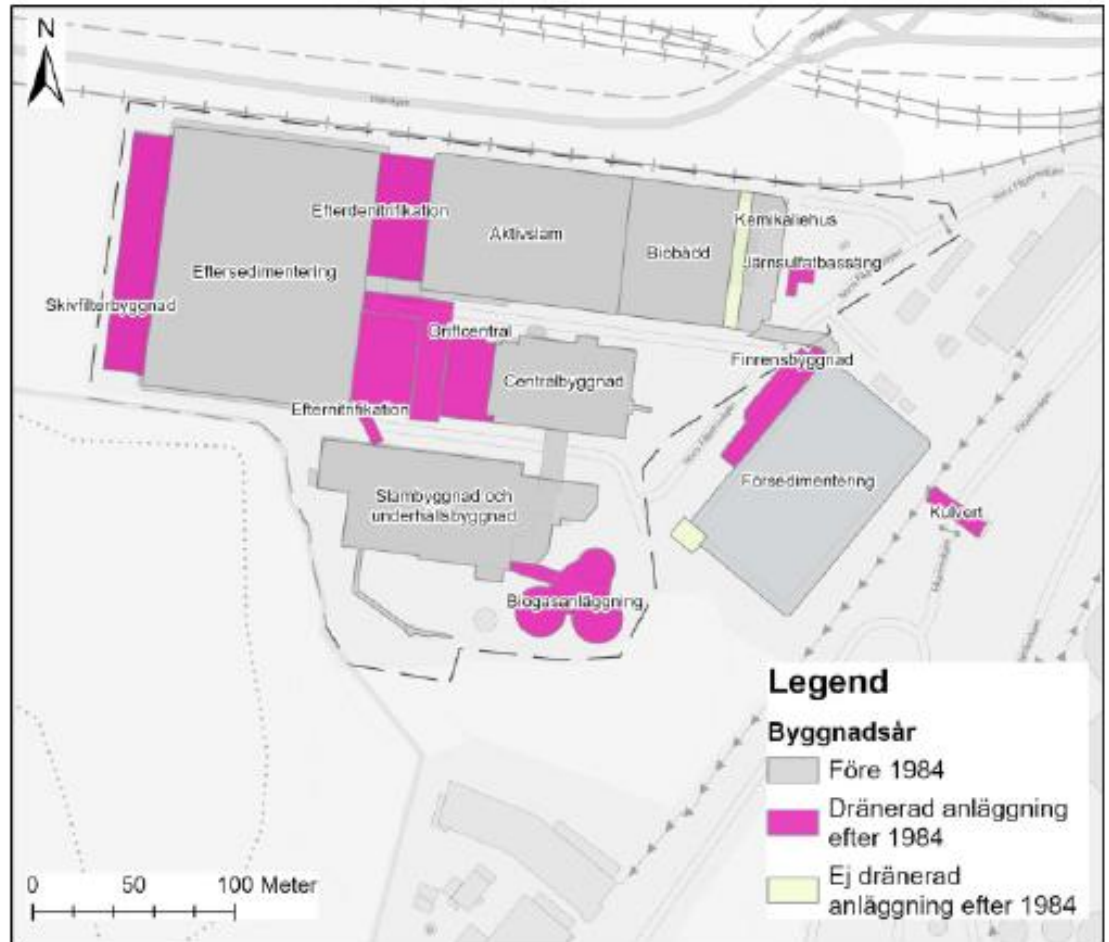 N
Efterdenitrifikation
Aktivslam
Biobädd
Kemikaliehus
Järnsulfatbassäng
Eftersedimentering
Skivfilterbyggnad
Driftcentral
Finrensbyggnad
Centralbyggnad
Efternitrifikation
Försedimentering
Slambyggnad och
underhållsbyggnad
Kulvert
Biogasanläggning
Legend
Byggnadsår
Före 1984
Dränerad anläggning
efter 1984
Ej dränerad
anläggning efter 1984
0 50 100 Meter